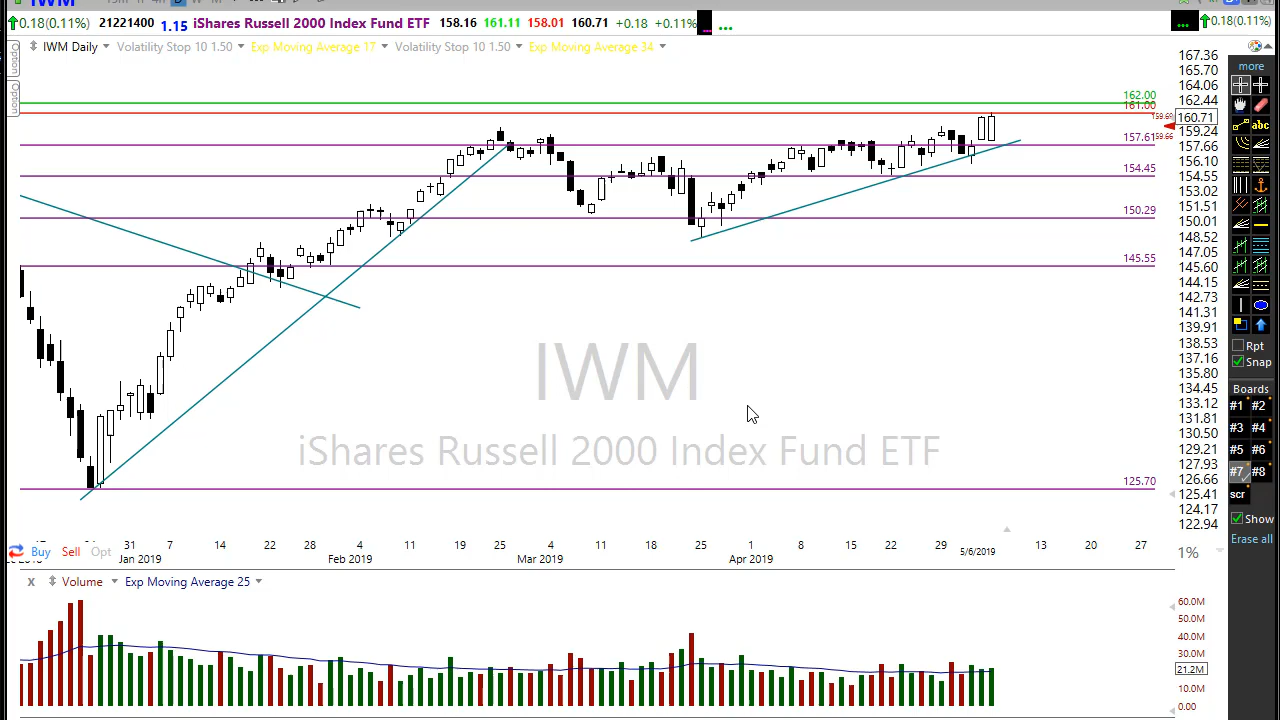 IWM
0.18(0.11%) 21221400 1.15 iShares Russell 2000 Index Fund ETF 158.16 161.11 158.01 160.71 +0.18 +0.11% ... ... 0.18(0.11%)
IWM Daily Volatility Stop 10 1.50 Exp Moving Average 17 Volatility Stop 10 1.50 Exp Moving Average 34
Option
Option
162.00
161.00
157.61
154.45
150.29
145.55
125.70
167.36
165.70
164.06
162.44
160.71
159.24
157.66
156.10
154.55
153.02
151.51
150.01
148.52
147.05
145.60
144.15
142.73
141.31
139.91
138.53
137.16
135.80
134.45
133.12
131.81
130.50
129.21
127.93
126.66
125.41
124.17
122.94
1%
IWM
iShares Russell 2000 Index Fund ETF
31 7 14 22 28 4 11 19 25 4 11 18 25 1 8 15 22 29 5/6/2019 13 20 27
Jan 2019 Feb 2019 Mar 2019 Apr 2019
Buy Sell Opt
X Volume Exp Moving Average 25
60.0M
50.0M
40.0M
30.0M
21.2M
10.0M
0.00
more
abc
Rpt
Snap
Boards
#1 #2
#3 #4
#5 #6
#7 #8
scr
Show
Erase all